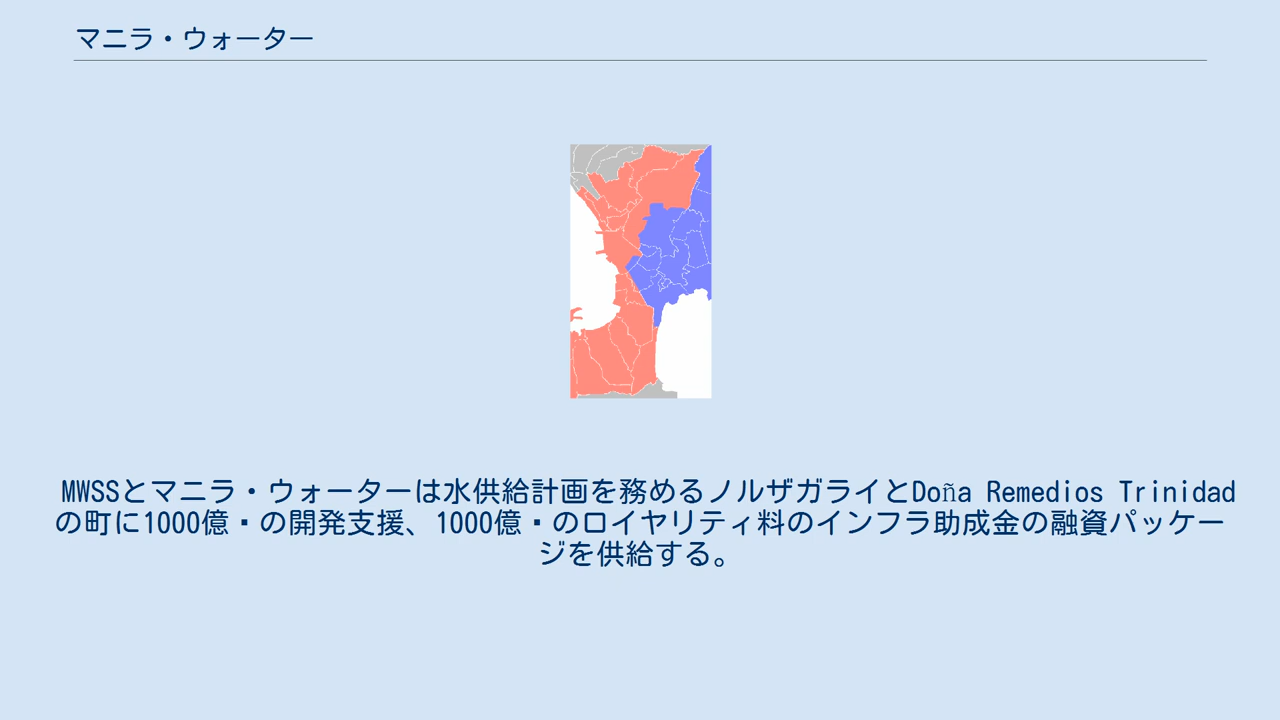 マニラ・ウォーター
MWSSとマニラ・ウォーターは水供給計画を務めるノルザガライとDoña Remedios Trinidad
の町に1000億▪の開発支援、1000億▪のロイヤリティ料のインフラ助成金の融資パッケー
ジを供給する。